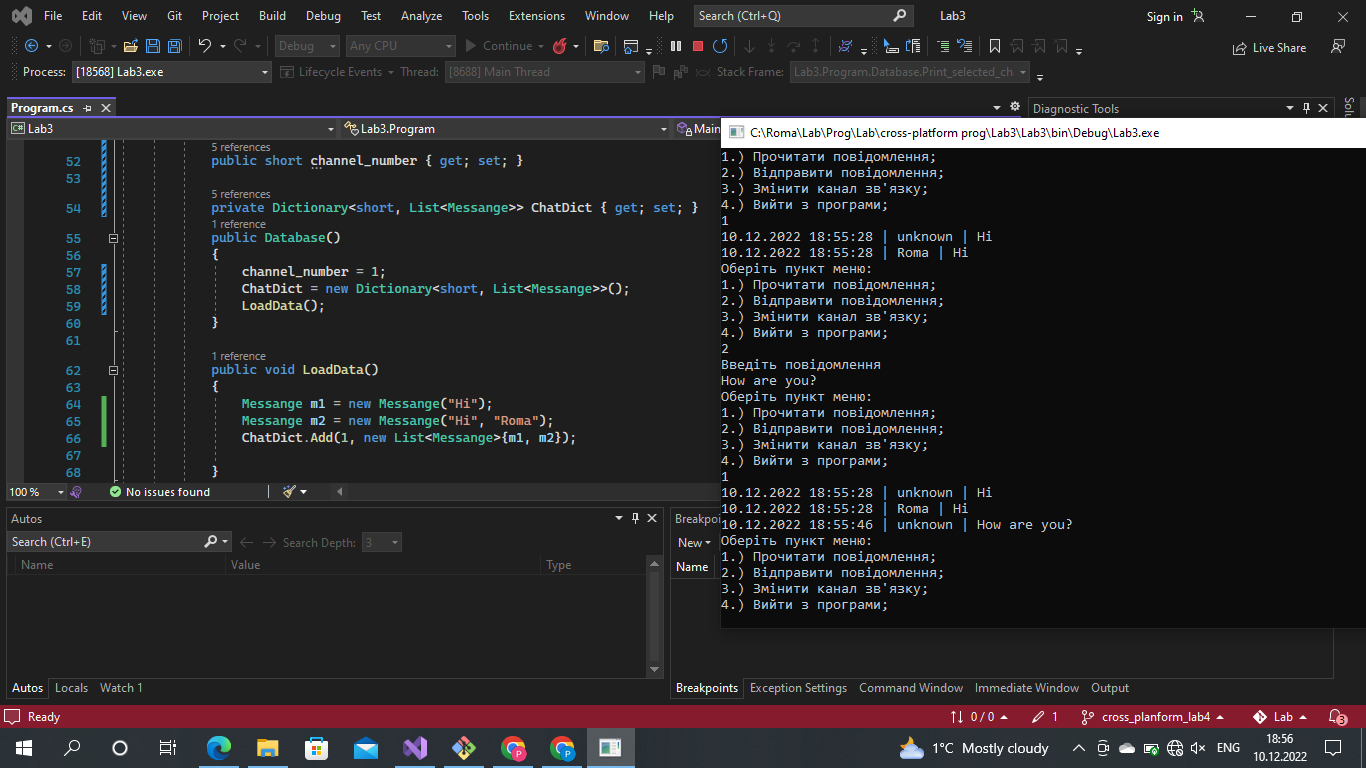 File Edit View Git Project Build Debug Test Analyze Tools Extensions Window Help Search (Ctrl+Q) Lab3 Sign in
Debug Any CPU Continue Live Share
Process: [18568] Lab3.exe Lifecycle Events Thread: [8688] Main Thread Stack Frame: Lab3.Program.Database.Print_selected_ch
Program.cs
Lab3 Lab3.Program Main
5 references
52 public short channel_number { get; set; }
53
5 references
54 private Dictionary<short, List<Messange>> ChatDict { get; set; }
1 reference
55 public Database()
56 {
57 channel_number = 1;
58 ChatDict = new Dictionary<short, List<Messange>>();
59 LoadData();
60 }
61
1 reference
62 public void LoadData()
63 {
64 Messange m1 = new Messange("Hi");
65 Messange m2 = new Messange("Hi", "Roma");
66 ChatDict.Add(1, new List<Messange>{m1, m2});
67
68 }
100 % No issues found
Diagnostic Tools
Solu
C:\Roma\Lab\Prog\Lab\cross-platform prog\Lab3\Lab3\bin\Debug\Lab3.exe
1.) Прочитати повідомлення;
2.) Відправити повідомлення;
3.) Змінити канал зв'язку;
4.) Вийти з програми;
1
10.12.2022 18:55:28 | unknown | Hi
10.12.2022 18:55:28 | Roma | Hi
Оберіть пункт меню:
1.) Прочитати повідомлення;
2.) Відправити повідомлення;
3.) Змінити канал зв'язку;
4.) Вийти з програми;
2
Введіть повідомлення
How are you?
Оберіть пункт меню:
1.) Прочитати повідомлення;
2.) Відправити повідомлення;
3.) Змінити канал зв'язку;
4.) Вийти з програми;
1
10.12.2022 18:55:28 | unknown | Hi
10.12.2022 18:55:28 | Roma | Hi
10.12.2022 18:55:46 | unknown | How are you?
Оберіть пункт меню:
1.) Прочитати повідомлення;
2.) Відправити повідомлення;
3.) Змінити канал зв'язку;
4.) Вийти з програми;
Autos
Search (Ctrl+E) Search Depth: 3
Name Value Type
Autos Locals Watch 1
Breakpoi
New
Name
Breakpoints Exception Settings Command Window Immediate Window Output
Ready 0 / 0 1 cross_planform_lab4 Lab 3
1°C Mostly cloudy ENG 18:56
10.12.2022